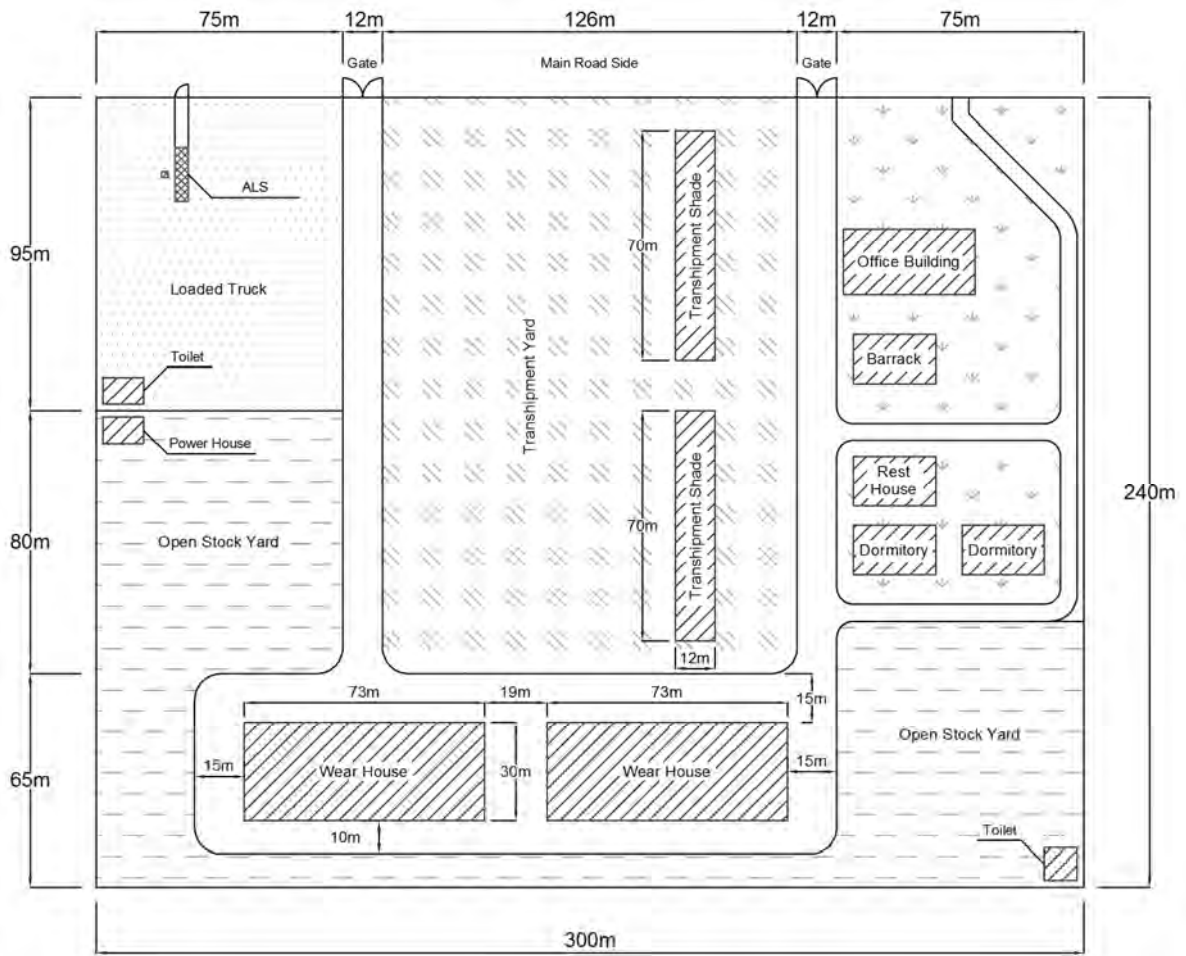 75m
12m
126m
12m
75m
Gate
Main Road Side
Gate
ALS
95m
70m
Transhipment Shade
Office Building
Loaded Truck
Transhipment Yard
Barrack
Toilet
Power House
Rest
House
240m
70m
Transhipment Shade
80m
Open Stock Yard
Dormitory
Dormitory
12m
73m
19m
73m
15m
Open Stock Yard
65m
15m
Wear House
30m
Wear House
15m
10m
Toilet
300m